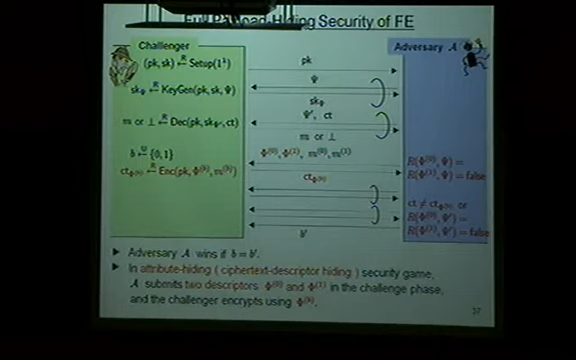 Full Payload-Hiding Security of FE
Challenger
Adversary 𝒜
(pk, sk) ←R Setup(1^λ)
pk
Ψ
sk_Ψ ←R KeyGen(pk, sk, Ψ)
sk_Ψ
Ψ′, ct
m or ⊥ ←R Dec(pk, sk_Ψ′, ct)
m or ⊥
b ←U {0,1}
Φ^(0), Φ^(1), m^(0), m^(1)
ct_Φ(b) ←R Enc(pk, Φ^(b), m^(b))
R(Φ^(0), Ψ) =
R(Φ^(1), Ψ) = false
ct_Φ(b)
ct ≠ ct_Φ(b) or
R(Φ^(0), Ψ′) =
R(Φ^(1), Ψ′) = false
b′
▶ Adversary 𝒜 wins if b = b′.
▶ In attribute-hiding ( ciphertext-descriptor hiding ) security game,
𝒜 submits two descriptors Φ^(0) and Φ^(1) in the challenge phase,
and the challenger encrypts using Φ^(b).
37